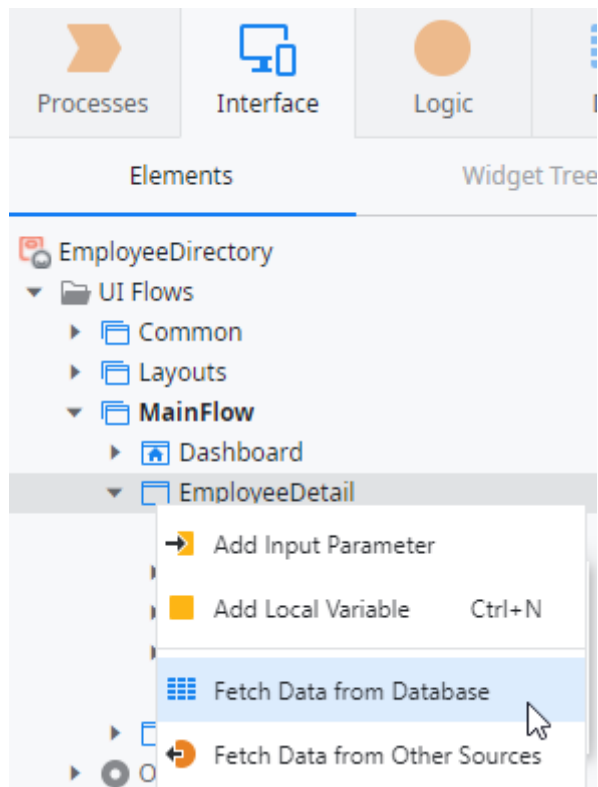 Processes Interface Logic
Elements Widget Tree
EmployeeDirectory
UI Flows
Common
Layouts
MainFlow
Dashboard
EmployeeDetail
Add Input Parameter
Add Local Variable Ctrl+N
Fetch Data from Database
Fetch Data from Other Sources